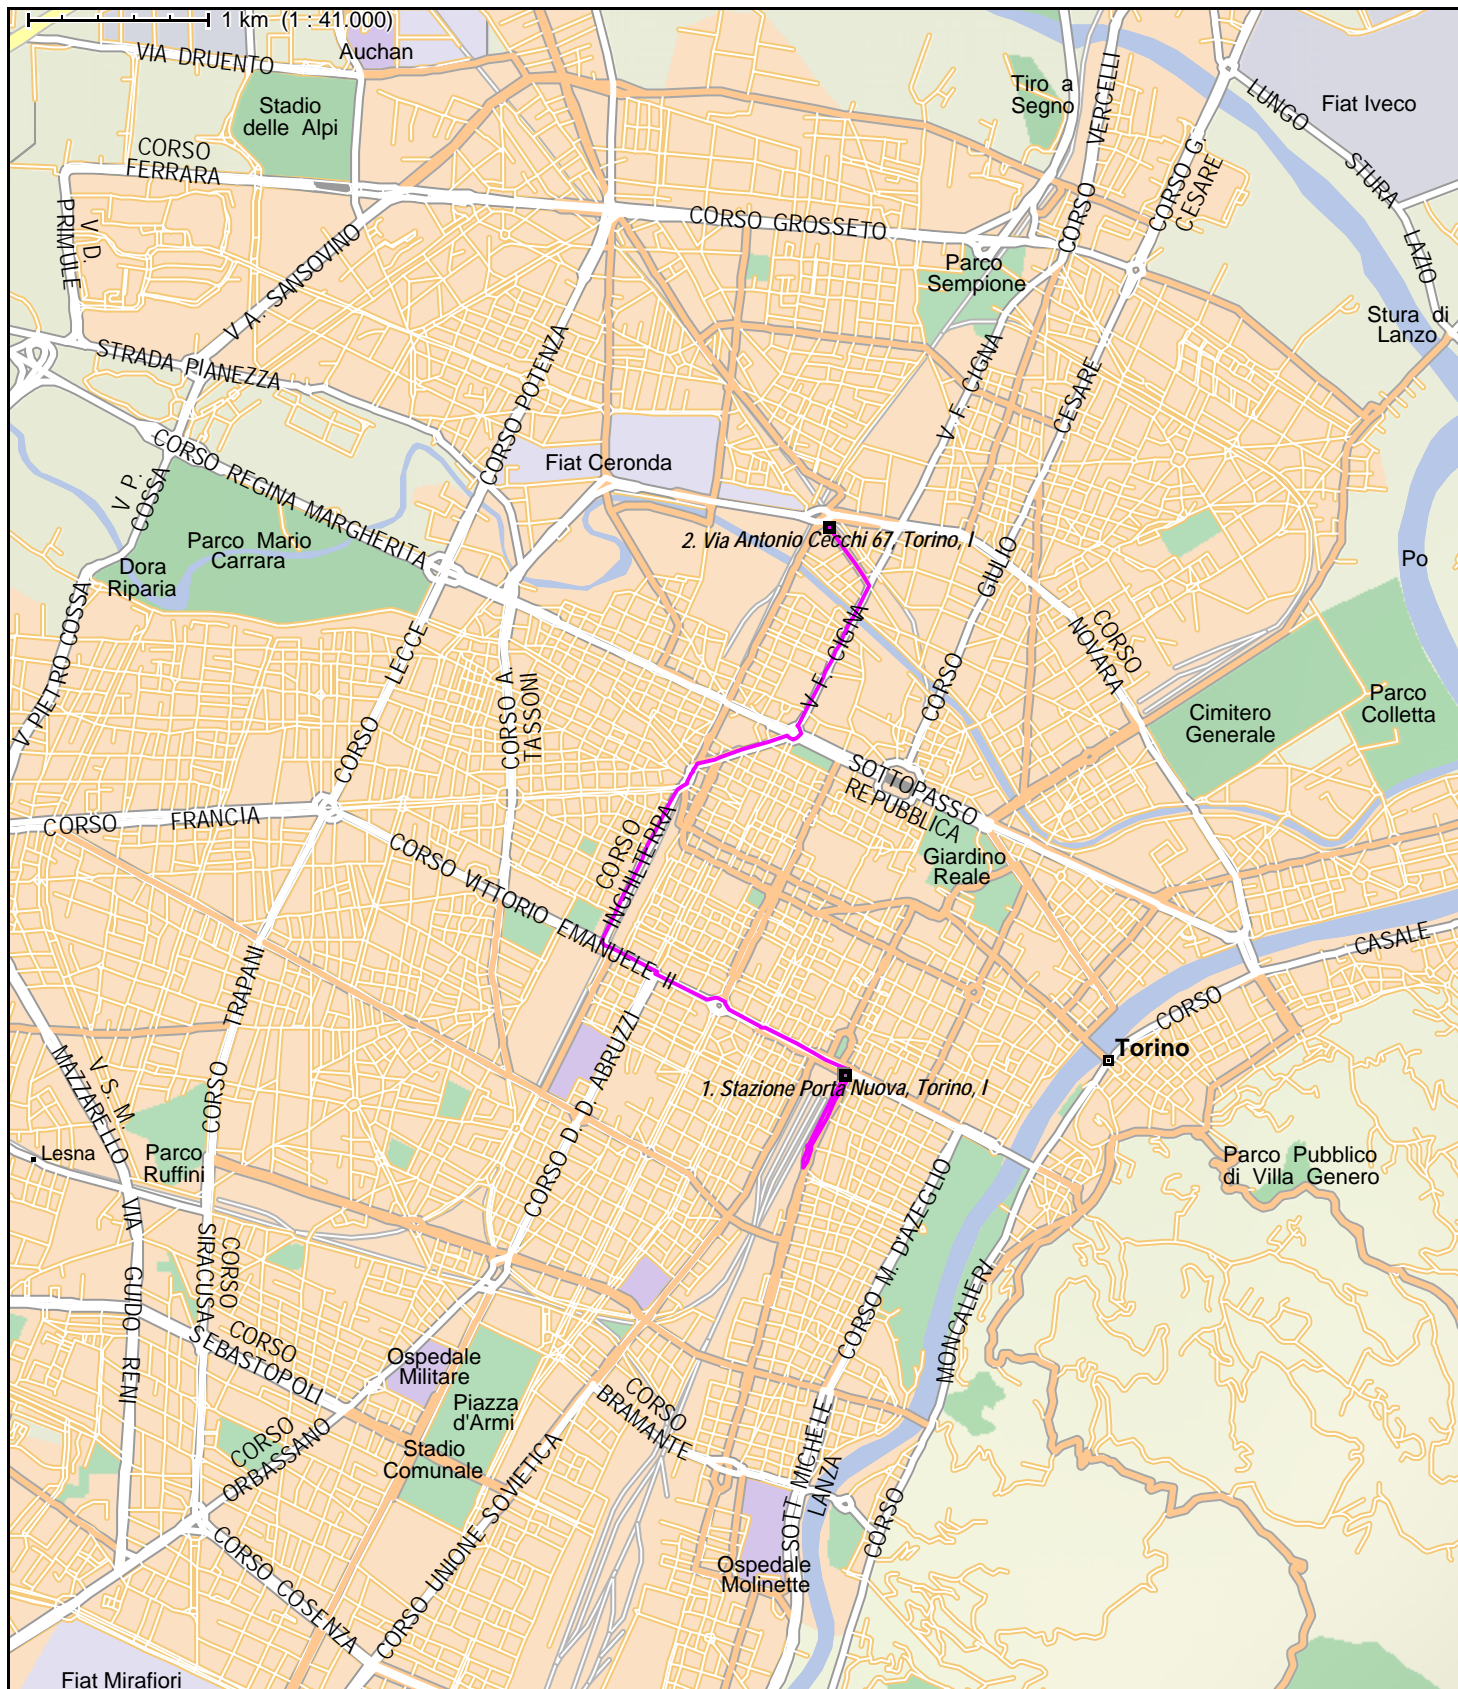 1 km (1 : 41.000)
Auchan
VIA DRUENTO
Stadio
delle Alpi
Tiro a
Segno
CORSO VERCELLI
LUNGO STURA LAZIO
Fiat Iveco
CORSO
FERRARA
CORSO G.
CESARE
V. D.
PRIMULE
CORSO GROSSETO
V A. SANSOVINO
Parco
Sempione
Stura di
Lanzo
STRADA PIANEZZA
CORSO POTENZA
V. F. CIGNA
CESARE
CORSO REGINA MARGHERITA
Fiat Ceronda
V P.
COSSA
Parco Mario
Carrara
2. Via Antonio Cecchi 67, Torino, I
Dora
Riparia
GIULIO
Po
V PIETRO COSSA
CORSO LECCE
V. F. CIGNA
CORSO
NOVARA
CORSO A.
TASSONI
CORSO
Cimitero
Generale
Parco
Colletta
SOTTOPASSO
REPUBBLICA
CORSO FRANCIA
CORSO
INGHILTERRA
Giardino
Reale
CORSO VITTORIO EMANUELE II
CORSO TRAPANI
CORSO CASALE
Torino
V. S. M.
MAZZARELLO
CORSO D. D. ABRUZZI
1. Stazione Porta Nuova, Torino, I
Lesna
Parco
Ruffini
Parco Pubblico
di Villa Genero
CORSO M. D'AZEGLIO
VIA GUIDO RENI
CORSO
SIRACUSA
MONCALIERI
CORSO
SEBASTOPOLI
Ospedale
Militare
Piazza
d'Armi
CORSO
BRAMANTE
CORSO
ORBASSANO
Stadio
Comunale
SOTT MICHELE
LANZA
CORSO
CORSO UNIONE SOVIETICA
CORSO COSENZA
Ospedale
Molinette
Fiat Mirafiori